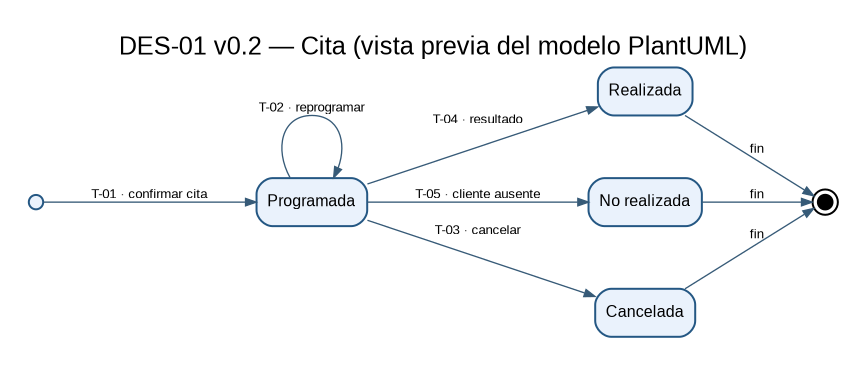 DES-01 v0.2 — Cita (vista previa del modelo PlantUML)
Realizada
T-02 · reprogramar
T-04 · resultado
fin
T-01 · confirmar cita
Programada
T-05 · cliente ausente
No realizada
fin
T-03 · cancelar
fin
Cancelada